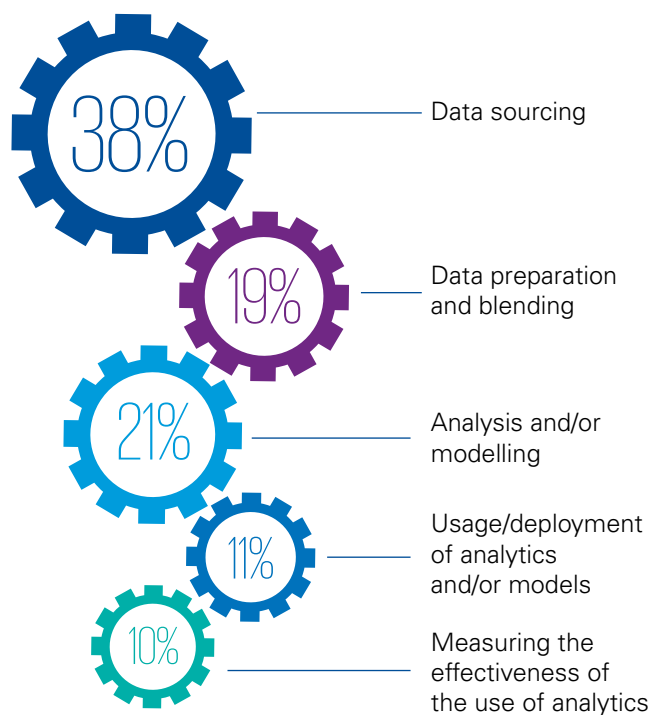 38%
Data sourcing
19%
Data preparation
and blending
21%
Analysis and/or
modelling
11%
Usage/deployment
of analytics
and/or models
10%
Measuring the
effectiveness of
the use of analytics